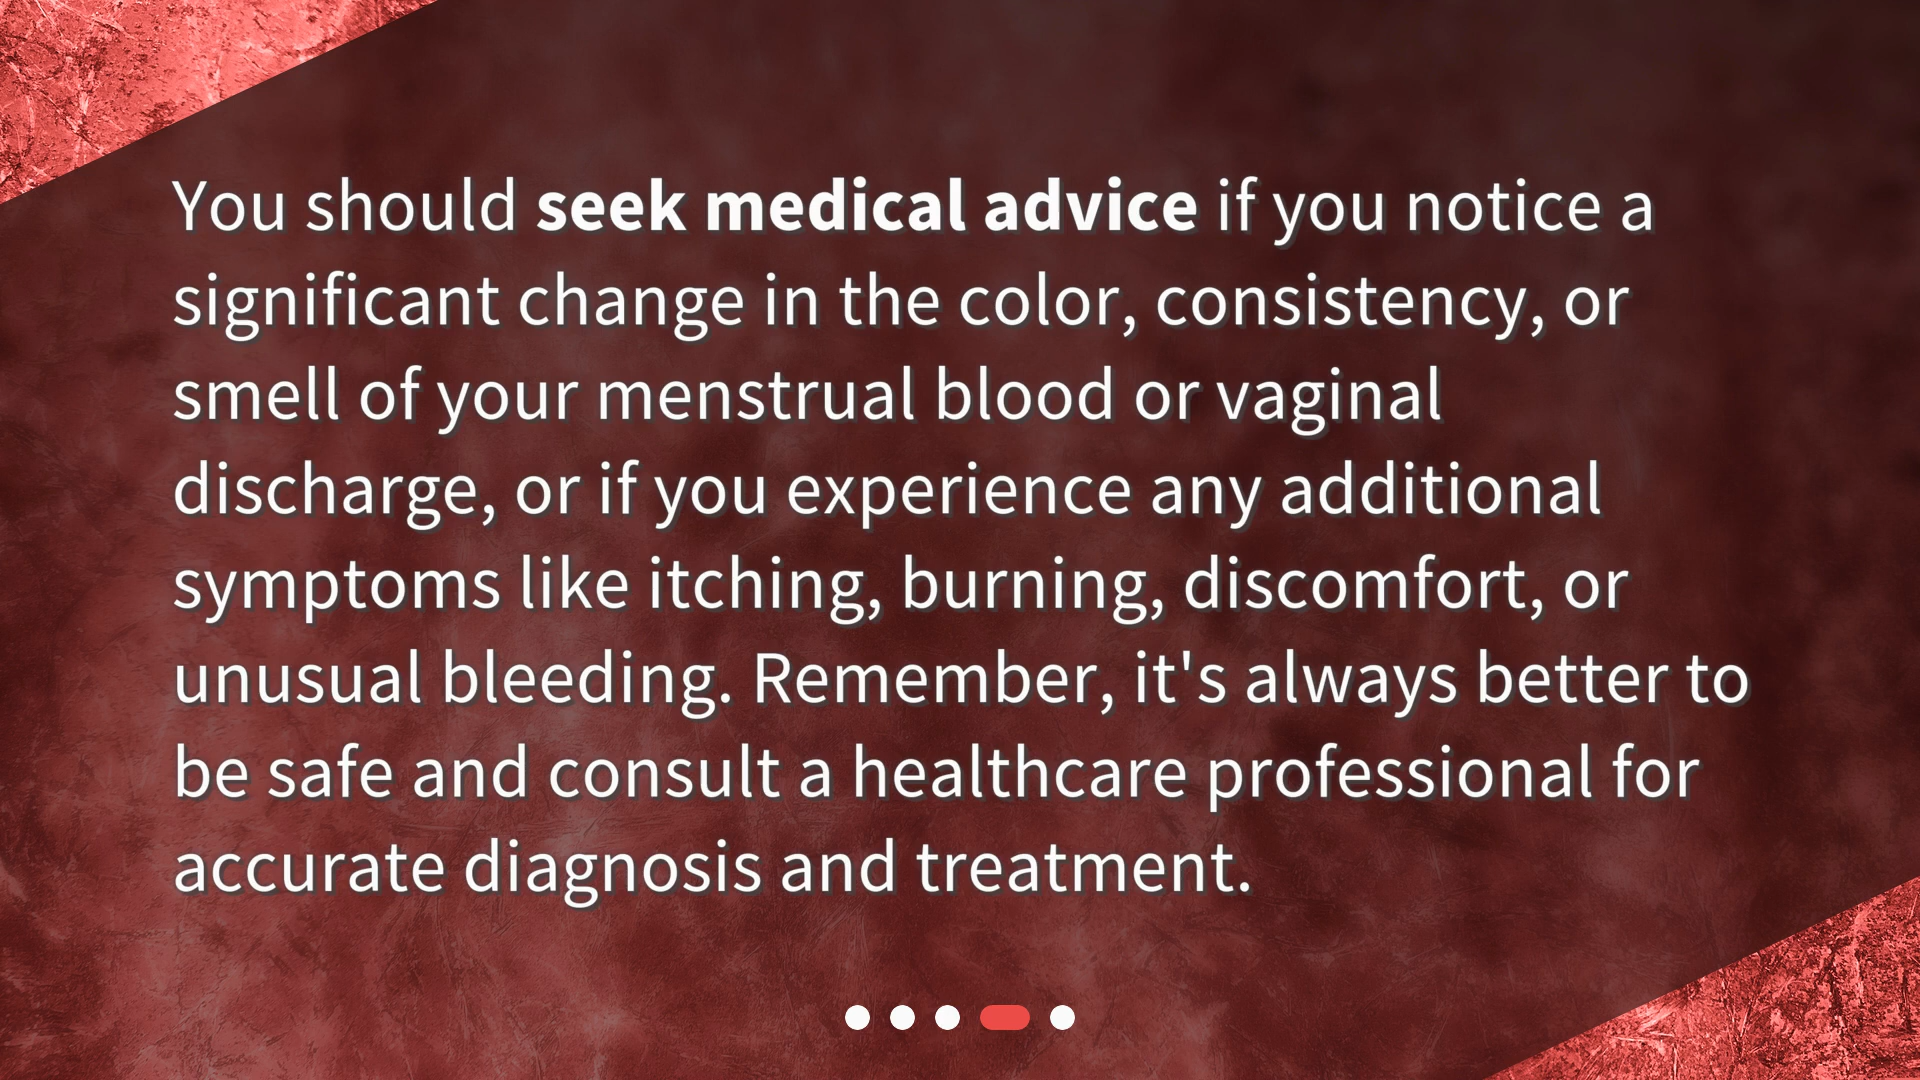 You should seek medical advice if you notice a
significant change in the color, consistency, or
smell of your menstrual blood or vaginal
discharge, or if you experience any additional
symptoms like itching, burning, discomfort, or
unusual bleeding. Remember, it's always better to
be safe and consult a healthcare professional for
accurate diagnosis and treatment.